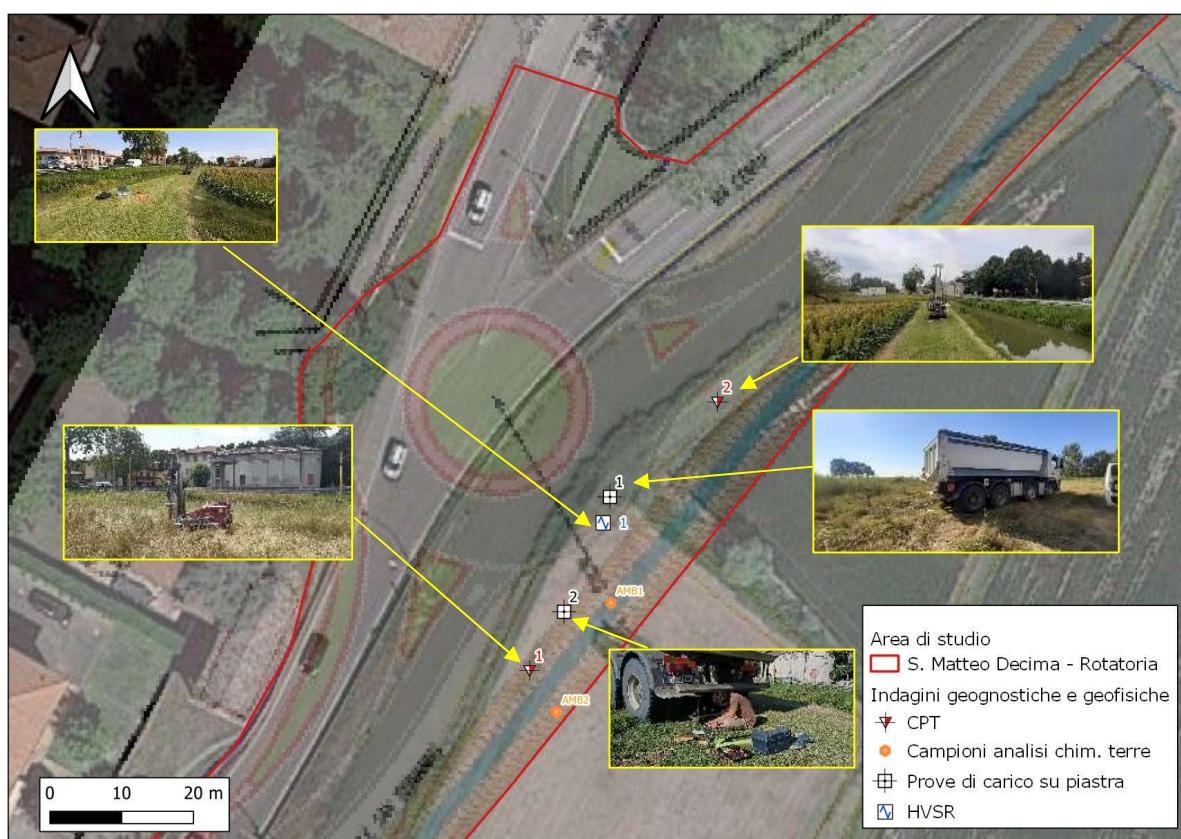 2
1
1
2
AMB1
1
AMB2
Area di studio
S. Matteo Decima - Rotatoria
Indagini geognostiche e geofisiche
CPT
Campioni analisi chim. terre
Prove di carico su piastra
HVSR
0 10 20 m